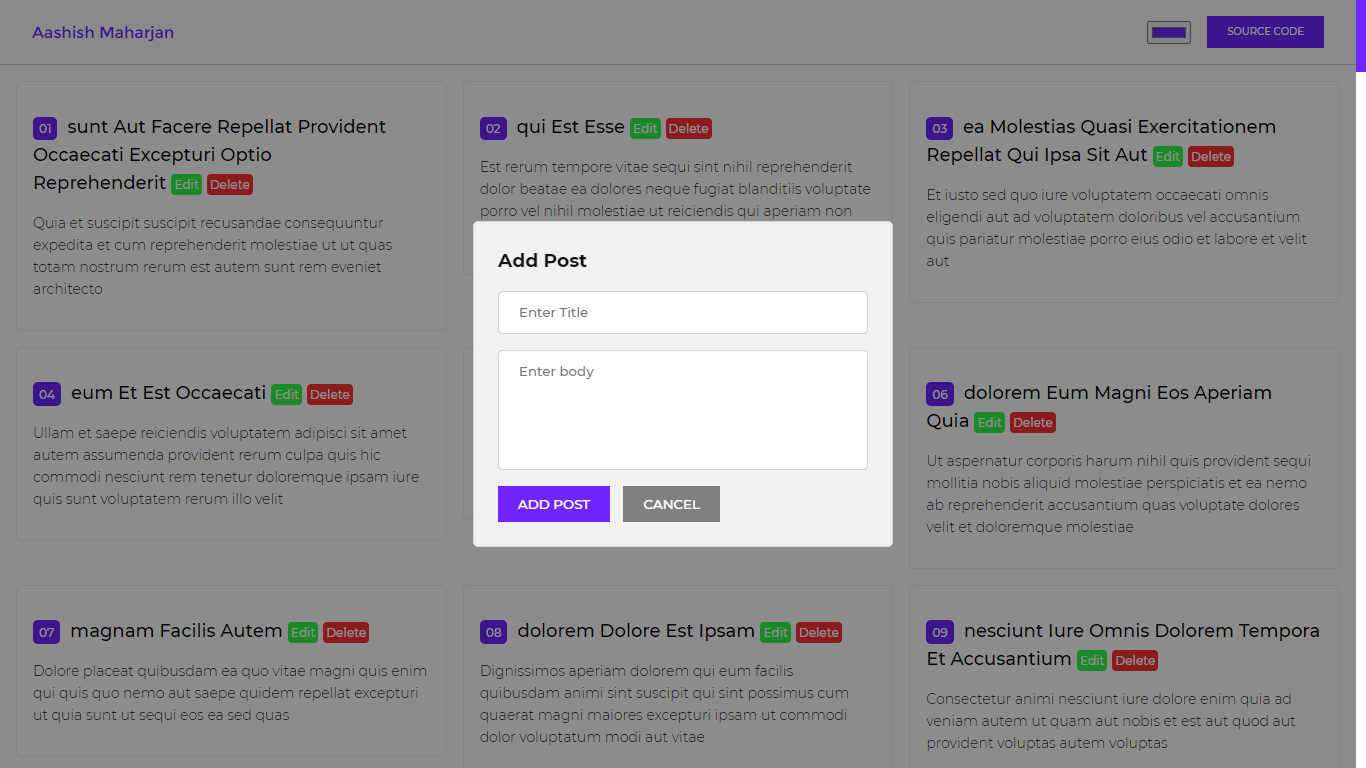 Aashish Maharjan
SOURCE CODE
01 sunt Aut Facere Repellat Provident
Occaecati Excepturi Optio
Reprehenderit Edit Delete
Quia et suscipit suscipit recusandae consequuntur
expedita et cum reprehenderit molestiae ut ut quas
totam nostrum rerum est autem sunt rem eveniet
architecto
02 qui Est Esse Edit Delete
Est rerum tempore vitae sequi sint nihil reprehenderit
dolor beatae ea dolores neque fugiat blanditiis voluptate
porro vel nihil molestiae ut reiciendis qui aperiam non
03 ea Molestias Quasi Exercitationem
Repellat Qui Ipsa Sit Aut Edit Delete
Et iusto sed quo iure voluptatem occaecati omnis
eligendi aut ad voluptatem doloribus vel accusantium
quis pariatur molestiae porro eius odio et labore et velit
aut
Add Post
Enter Title
Enter body
ADD POST
CANCEL
04 eum Et Est Occaecati Edit Delete
Ullam et saepe reiciendis voluptatem adipisci sit amet
autem assumenda provident rerum culpa quis hic
commodi nesciunt rem tenetur doloremque ipsam iure
quis sunt voluptatem rerum illo velit
06 dolorem Eum Magni Eos Aperiam
Quia Edit Delete
Ut aspernatur corporis harum nihil quis provident sequi
mollitia nobis aliquid molestiae perspiciatis et ea nemo
ab reprehenderit accusantium quas voluptate dolores
velit et doloremque molestiae
07 magnam Facilis Autem Edit Delete
Dolore placeat quibusdam ea quo vitae magni quis enim
qui quis quo nemo aut saepe quidem repellat excepturi
ut quia sunt ut sequi eos ea sed quas
08 dolorem Dolore Est Ipsam Edit Delete
Dignissimos aperiam dolorem qui eum facilis
quibusdam animi sint suscipit qui sint possimus cum
quaerat magni maiores excepturi ipsam ut commodi
dolor voluptatum modi aut vitae
09 nesciunt Iure Omnis Dolorem Tempora
Et Accusantium Edit Delete
Consectetur animi nesciunt iure dolore enim quia ad
veniam autem ut quam aut nobis et est aut quod aut
provident voluptas autem voluptas